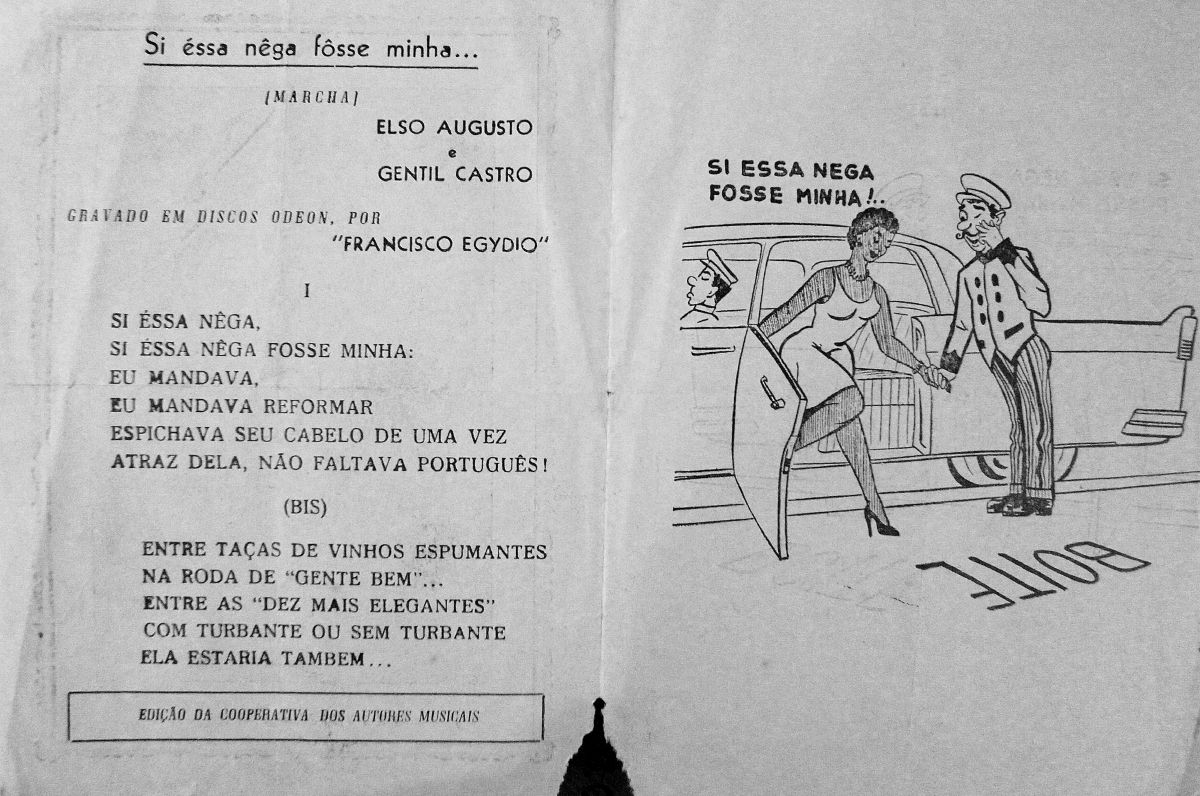 Si éssa nêga fôsse minha...
(MARCHA)
ELSO AUGUSTO
e
GENTIL CASTRO
GRAVADO EM DISCOS ODEON, POR
"FRANCISCO EGYDIO"
I
SI ÉSSA NÊGA,
SI ÉSSA NÊGA FOSSE MINHA:
EU MANDAVA,
EU MANDAVA REFORMAR
ESPICHAVA SEU CABELO DE UMA VEZ
ATRAZ DELA, NÃO FALTAVA PORTUGUÊS!
(BIS)
ENTRE TAÇAS DE VINHOS ESPUMANTES
NA RODA DE "GENTE BEM"...
ENTRE AS "DEZ MAIS ELEGANTES"
COM TURBANTE OU SEM TURBANTE
ELA ESTARIA TAMBEM...
EDIÇÃO DA COOPERATIVA DOS AUTORES MUSICAIS
SI ESSA NEGA
FOSSE MINHA!..
BOITE